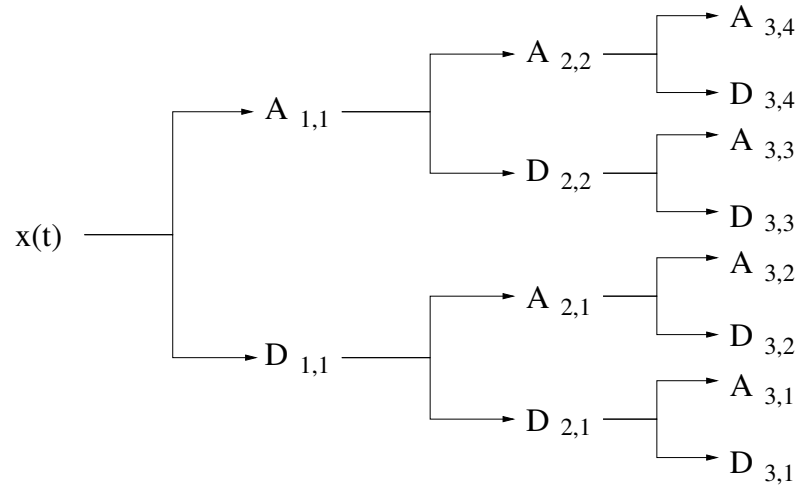 A 3,4
A 2,2
D 3,4
A 1,1
A 3,3
D 2,2
D 3,3
x(t)
A 3,2
A 2,1
D 3,2
D 1,1
A 3,1
D 2,1
D 3,1